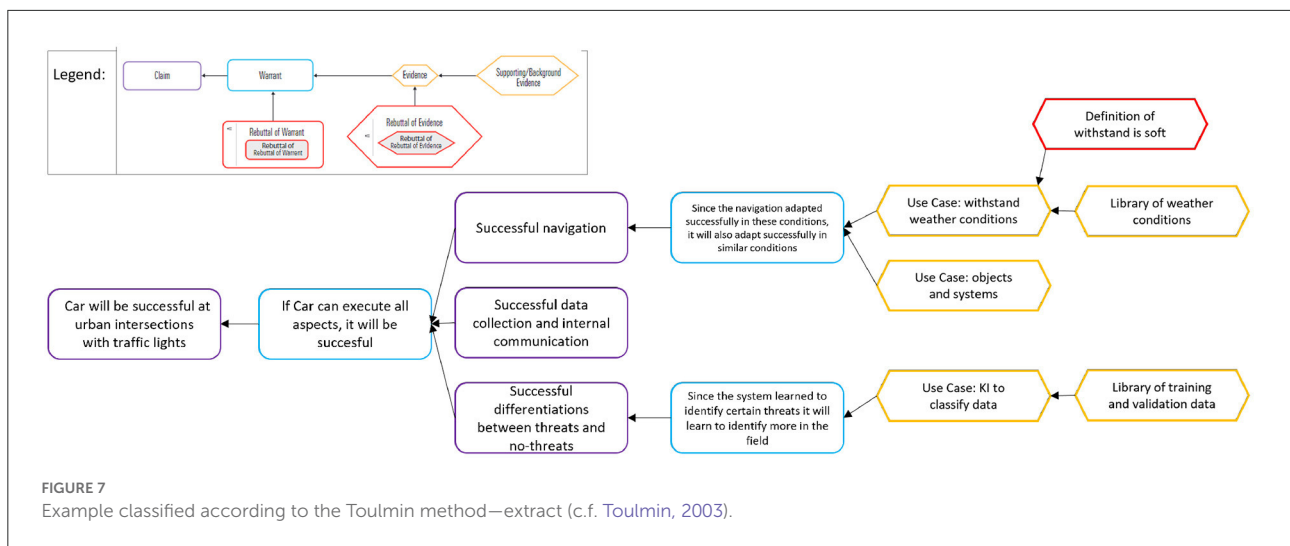 Legend:
Claim
Warrant
Evidence
Supporting/Background
Evidence
Rebuttal of Warrant
Rebuttal of
Rebuttal of Warrant
Rebuttal of Evidence
Rebuttal of
Rebuttal of Evidence
Definition of
withstand is soft
Successful navigation
Since the navigation adapted
successfully in these conditions,
it will also adapt successfully in
similar conditions
Use Case: withstand
weather conditions
Library of weather
conditions
Use Case: objects
and systems
Car will be successful at
urban intersections
with traffic lights
If Car can execute all
aspects, it will be
succesful
Successful data
collection and internal
communication
Successful
differentiations
between threats and
no-threats
Since the system learned to
identify certain threats it will
learn to identify more in the
field
Use Case: KI to
classify data
Library of training
and validation data
FIGURE 7
Example classified according to the Toulmin method—extract (c.f. Toulmin, 2003).